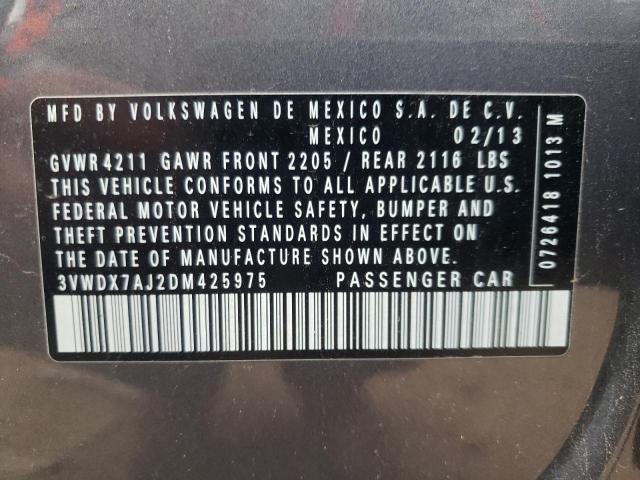 MFD BY VOLKSWAGEN DE MEXICO S.A. DE C.V.
MEXICO 02/13
GVWR 4211 GAWR FRONT 2205 / REAR 2116 LBS
THIS VEHICLE CONFORMS TO ALL APPLICABLE U.S.
FEDERAL MOTOR VEHICLE SAFETY, BUMPER AND
THEFT PREVENTION STANDARDS IN EFFECT ON
THE DATE OF MANUFACTURE SHOWN ABOVE.
3VWDX7AJ2DM425975 PASSENGER CAR
0726418 1013 M